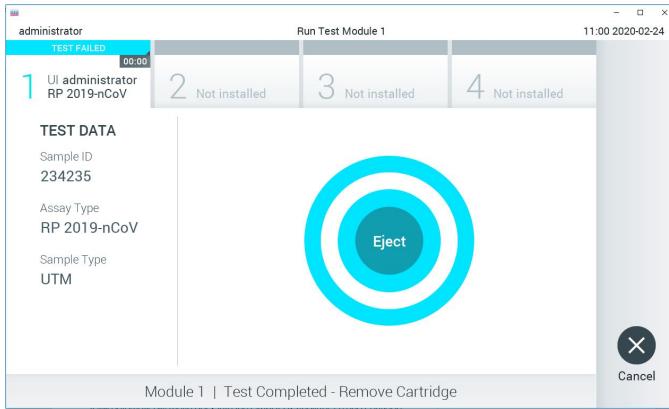 administrator
Run Test Module 1
11:00 2020-02-24
TEST FAILED
00:00
1 UI administrator
RP 2019-nCoV
2 Not installed
3 Not installed
4 Not installed
TEST DATA
Sample ID
234235
Assay Type
RP 2019-nCoV
Sample Type
UTM
Eject
Cancel
Module 1 | Test Completed - Remove Cartridge